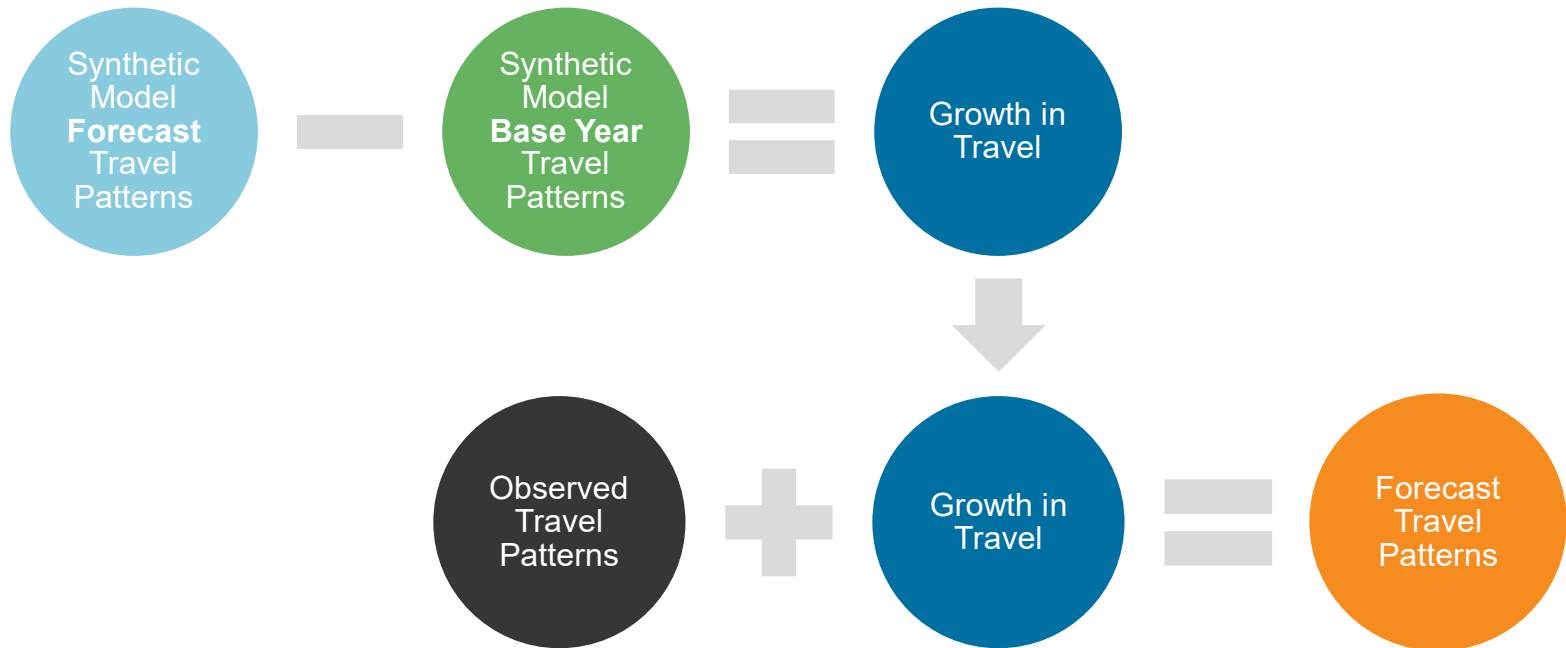 Synthetic
Model
Forecast
Travel
Patterns
Synthetic
Model
Base Year
Travel
Patterns
Growth in
Travel
Observed
Travel
Patterns
Growth in
Travel
Forecast
Travel
Patterns